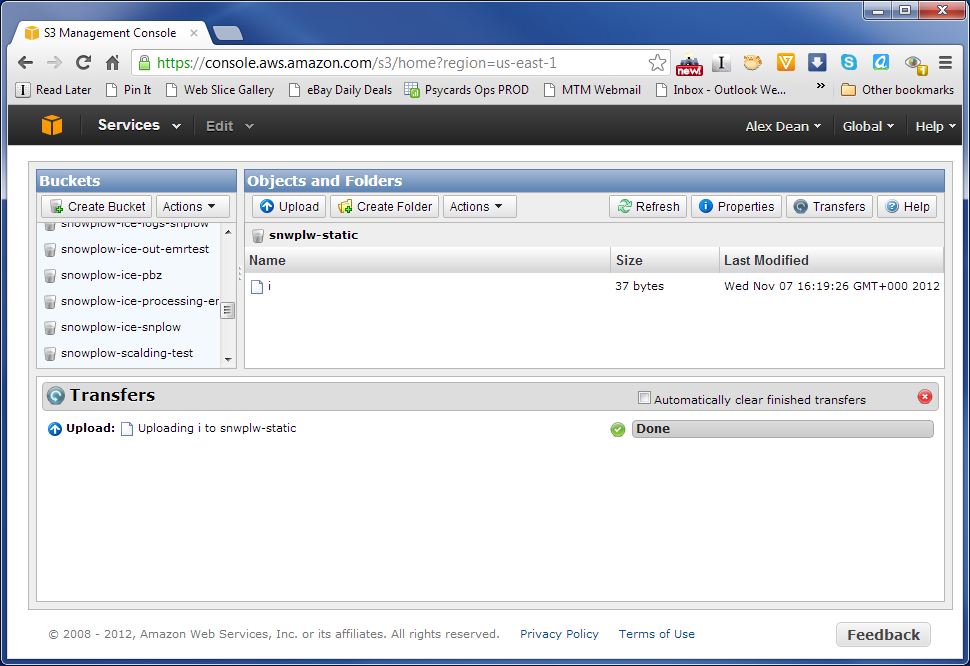 S3 Management Console
https://console.aws.amazon.com/s3/home?region=us-east-1
new!
Read Later Pin It Web Slice Gallery eBay Daily Deals Psycards Ops PROD MTM Webmail Inbox - Outlook We... » Other bookmarks
Services Edit Alex Dean Global Help
Buckets
Create Bucket Actions
snowplow-ice-logs-snplow
snowplow-ice-out-emrtest
snowplow-ice-pbz
snowplow-ice-processing-er
snowplow-ice-snplow
snowplow-scalding-test
Objects and Folders
Upload Create Folder Actions Refresh Properties Transfers Help
snwplw-static
Name Size Last Modified
i 37 bytes Wed Nov 07 16:19:26 GMT+000 2012
Transfers Automatically clear finished transfers
Upload: Uploading i to snwplw-static Done
© 2008 - 2012, Amazon Web Services, Inc. or its affiliates. All rights reserved. Privacy Policy Terms of Use Feedback